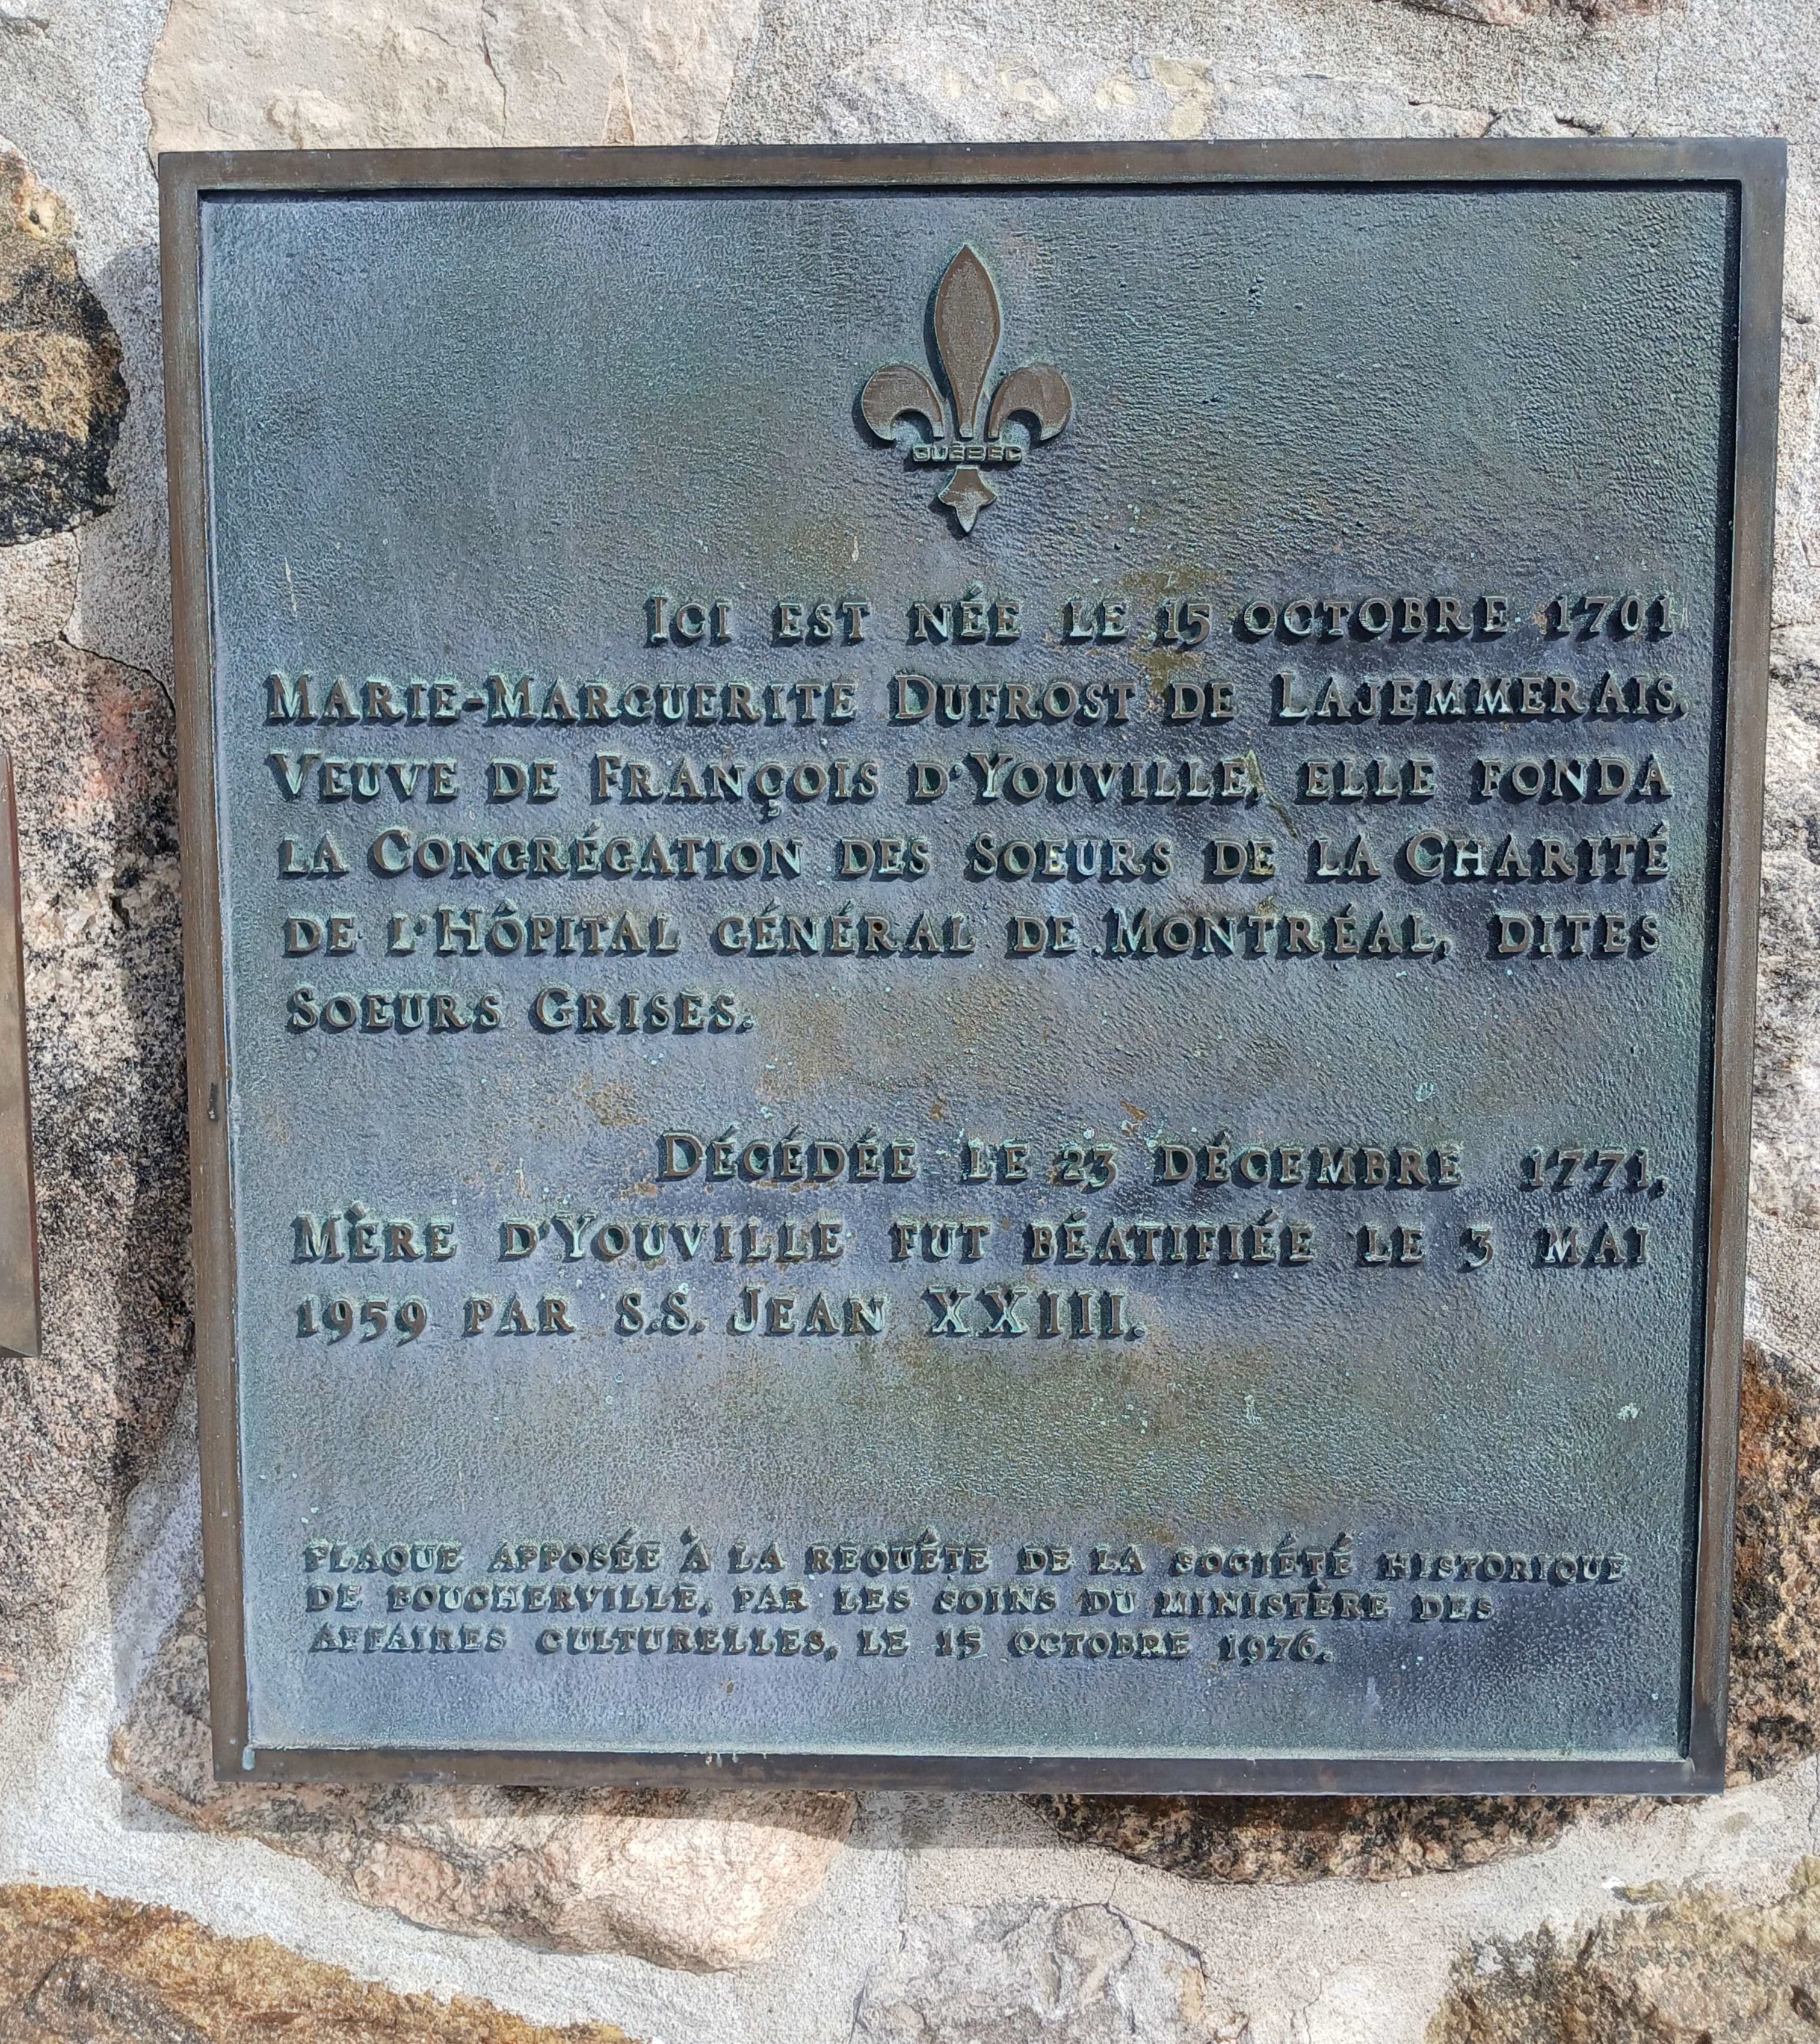 QUÉBEC
ICI EST NÉE LE 15 OCTOBRE 1701
MARIE-MARGUERITE DUFROST DE LAJEMMERAIS.
VEUVE DE FRANÇOIS D'YOUVILLE, ELLE FONDA
LA CONGRÉGATION DES SOEURS DE LA CHARITÉ
DE L'HÔPITAL GÉNÉRAL DE MONTRÉAL, DITES
SOEURS GRISES.
DÉCÉDÉE LE 23 DÉCEMBRE 1771,
MÈRE D'YOUVILLE FUT BÉATIFIÉE LE 3 MAI
1959 PAR S.S. JEAN XXIII.
PLAQUE APPOSÉE À LA REQUÊTE DE LA SOCIÉTÉ HISTORIQUE
DE BOUCHERVILLE, PAR LES SOINS DU MINISTÈRE DES
AFFAIRES CULTURELLES, LE 15 OCTOBRE 1976.